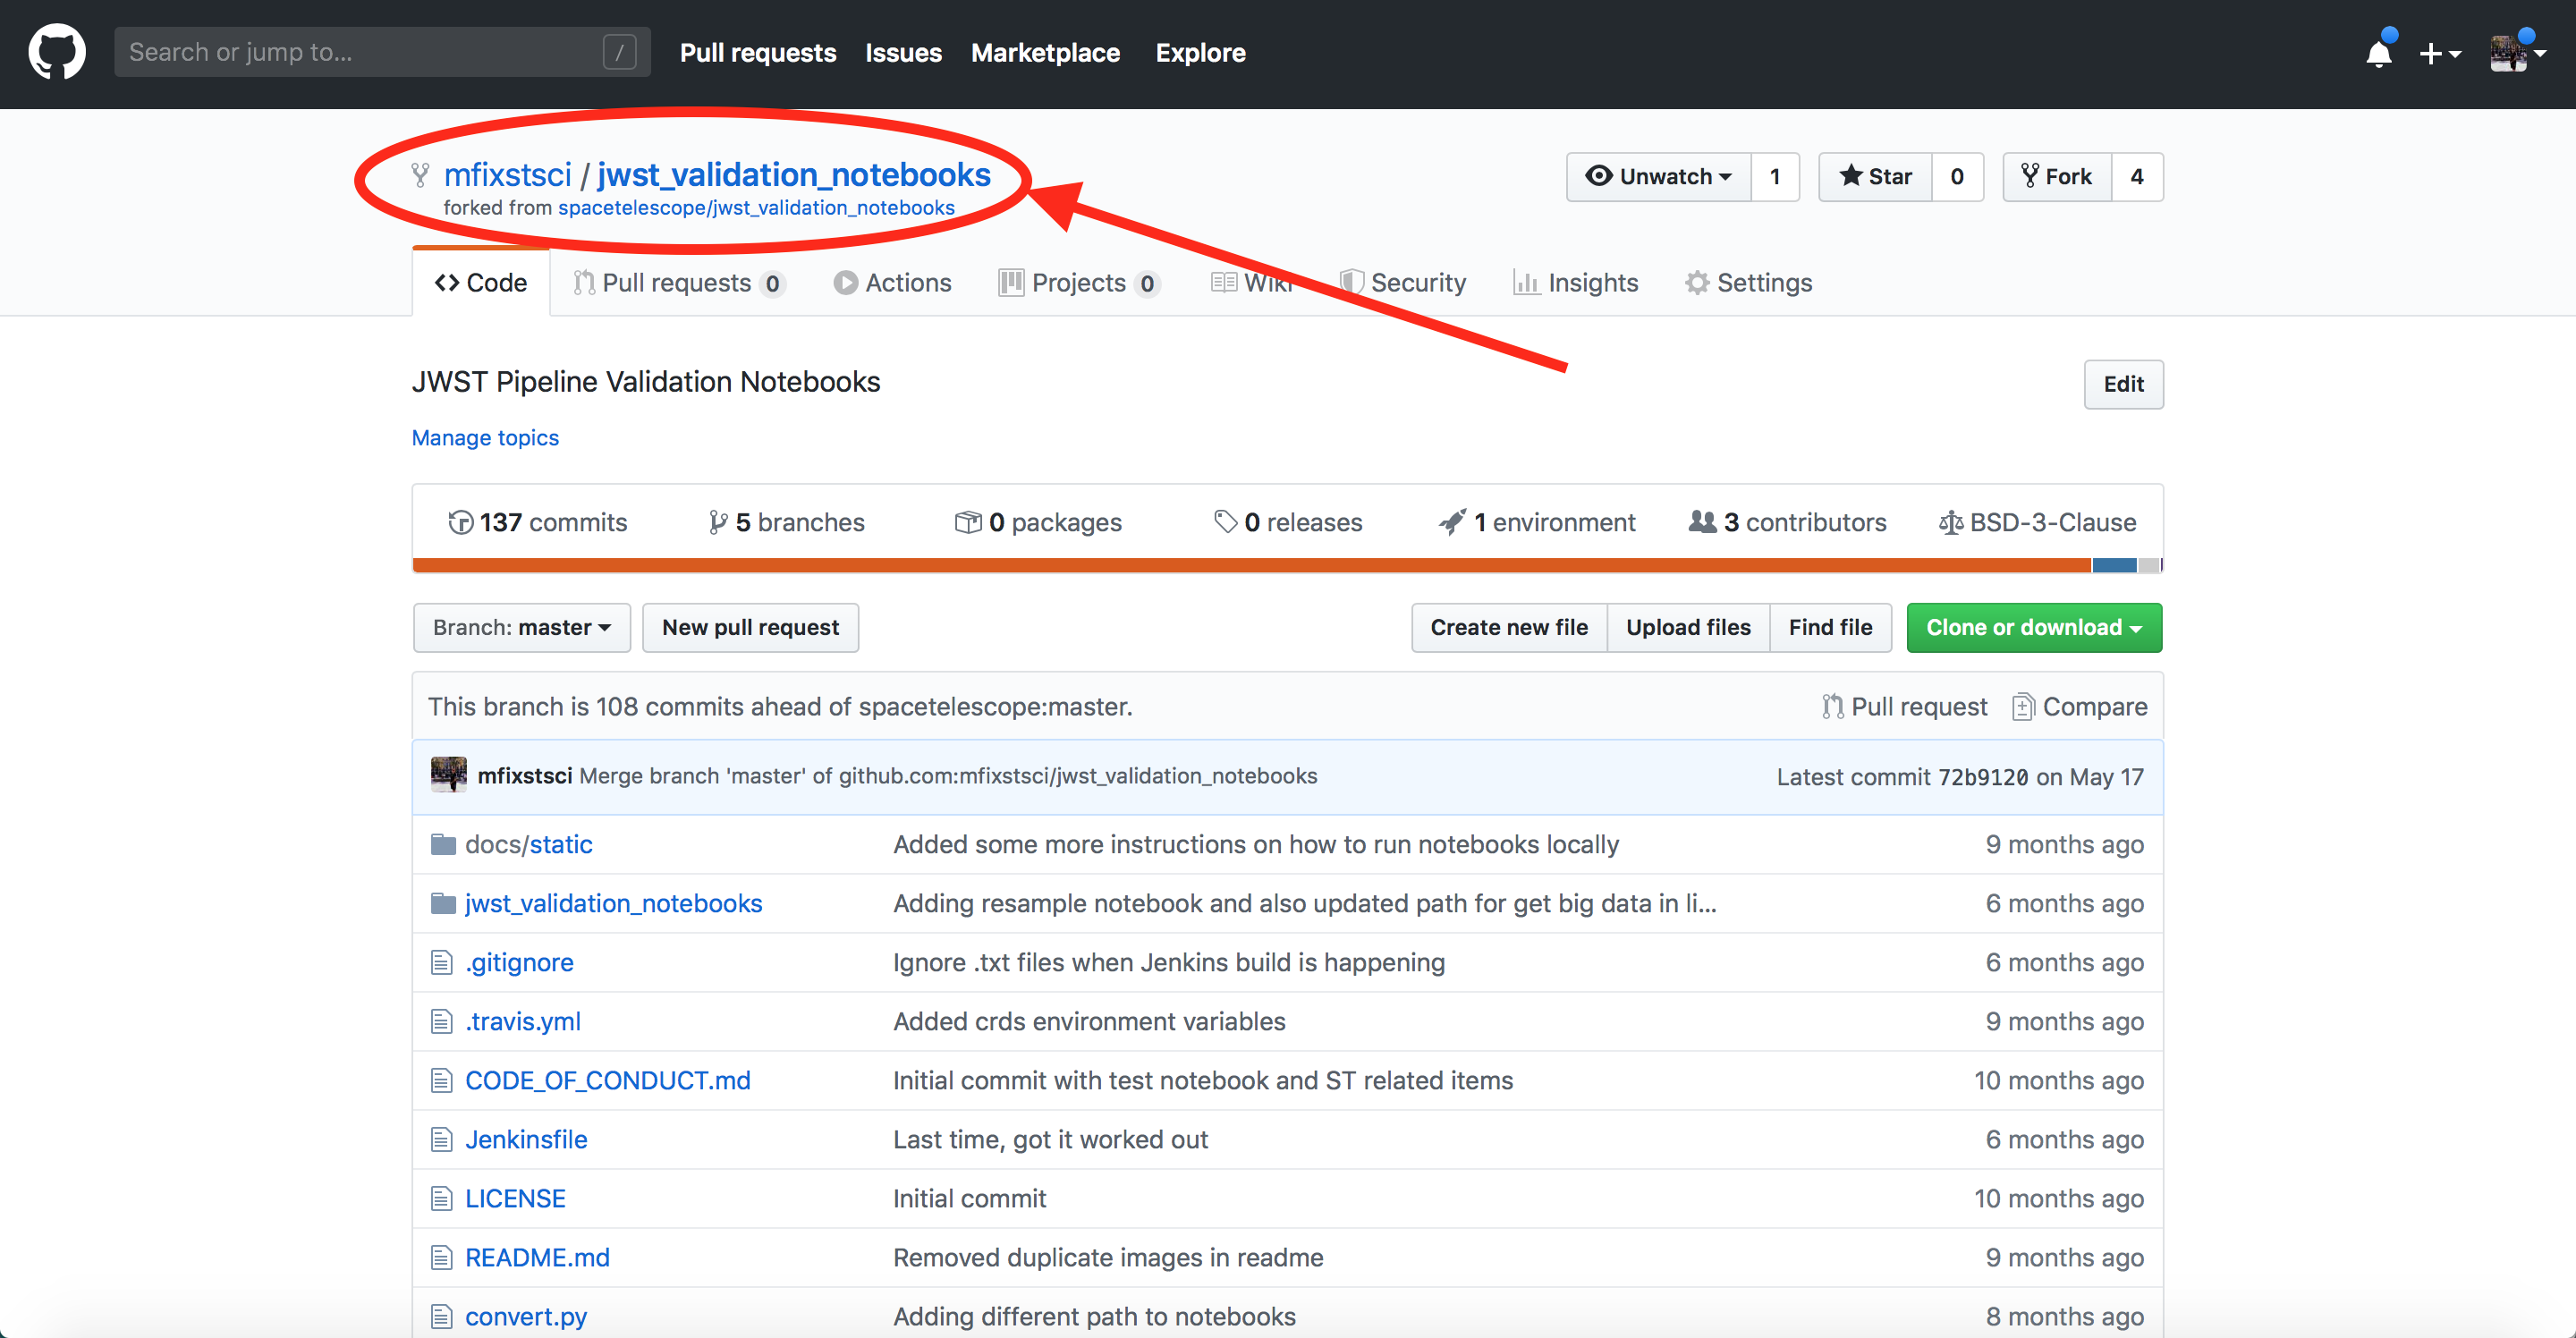 Search or jump to... / Pull requests Issues Marketplace Explore
mfixstsci / jwst_validation_notebooks Unwatch 1 Star 0 Fork 4
forked from spacetelescope/jwst_validation_notebooks
Code Pull requests 0 Actions Projects 0 Wiki Security Insights Settings
JWST Pipeline Validation Notebooks Edit
Manage topics
137 commits 5 branches 0 packages 0 releases 1 environment 3 contributors BSD-3-Clause
Branch: master New pull request Create new file Upload files Find file Clone or download
This branch is 108 commits ahead of spacetelescope:master. Pull request Compare
mfixstsci Merge branch 'master' of github.com:mfixstsci/jwst_validation_notebooks Latest commit 72b9120 on May 17
docs/static Added some more instructions on how to run notebooks locally 9 months ago
jwst_validation_notebooks Adding resample notebook and also updated path for get big data in li... 6 months ago
.gitignore Ignore .txt files when Jenkins build is happening 6 months ago
.travis.yml Added crds environment variables 9 months ago
CODE_OF_CONDUCT.md Initial commit with test notebook and ST related items 10 months ago
Jenkinsfile Last time, got it worked out 6 months ago
LICENSE Initial commit 10 months ago
README.md Removed duplicate images in readme 9 months ago
convert.py Adding different path to notebooks 8 months ago